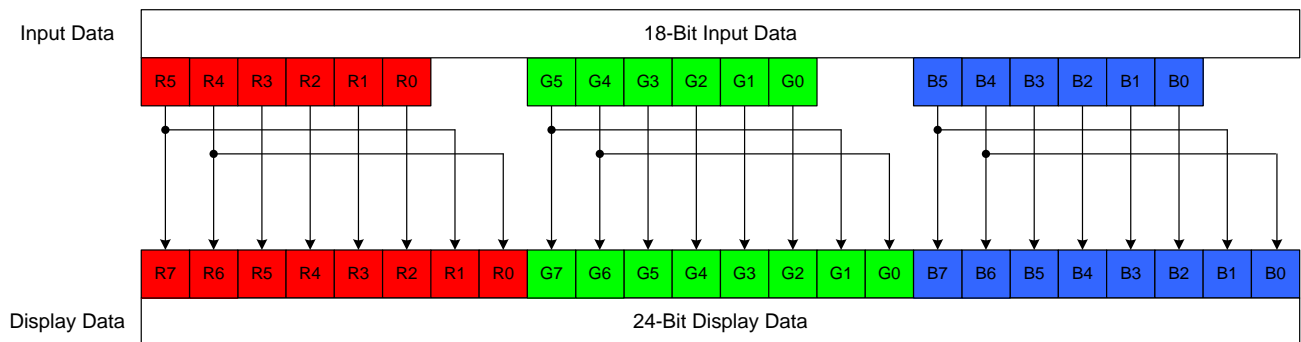 Input Data
18-Bit Input Data
R5 R4 R3 R2 R1 R0 G5 G4 G3 G2 G1 G0 B5 B4 B3 B2 B1 B0
R7 R6 R5 R4 R3 R2 R1 R0 G7 G6 G5 G4 G3 G2 G1 G0 B7 B6 B5 B4 B3 B2 B1 B0
Display Data
24-Bit Display Data